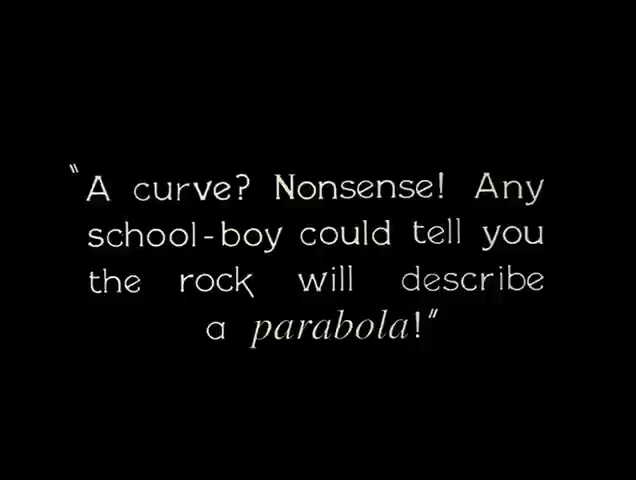 "A curve? Nonsense! Any
school-boy could tell you
the rock will describe
a parabola!"